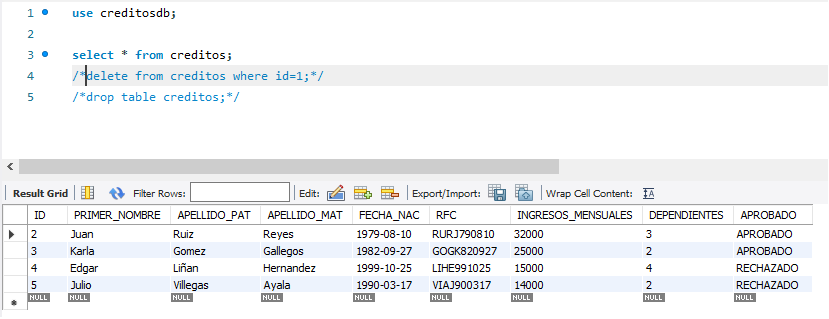 1 use creditosdb;
2
3 select * from creditos;
4 /*delete from creditos where id=1;*/
5 /*drop table creditos;*/
Result Grid Filter Rows: Edit: Export/Import: Wrap Cell Content: IA
ID PRIMER_NOMBRE APELLIDO_PAT APELLIDO_MAT FECHA_NAC RFC INGRESOS_MENSUALES DEPENDIENTES APROBADO
2 Juan Ruiz Reyes 1979-08-10 RURJ790810 32000 3 APROBADO
3 Karla Gomez Gallegos 1982-09-27 GOGK820927 25000 2 APROBADO
4 Edgar Liñan Hernandez 1999-10-25 LIHE991025 15000 4 RECHAZADO
5 Julio Villegas Ayala 1990-03-17 VIAJ900317 14000 2 RECHAZADO
NULL NULL NULL NULL NULL NULL NULL NULL NULL